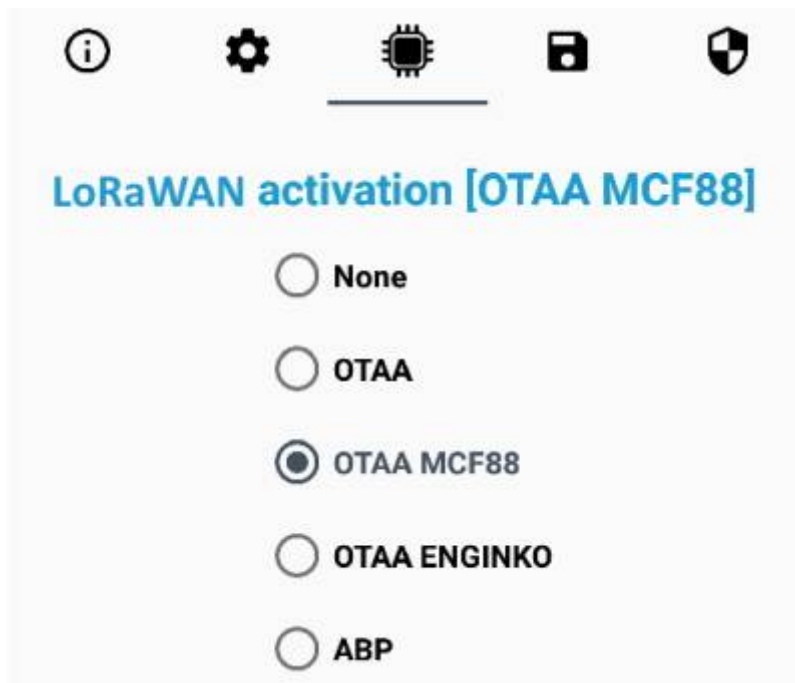 LoRaWAN activation [OTAA MCF88]
None
OTAA
OTAA MCF88
OTAA ENGINKO
ABP